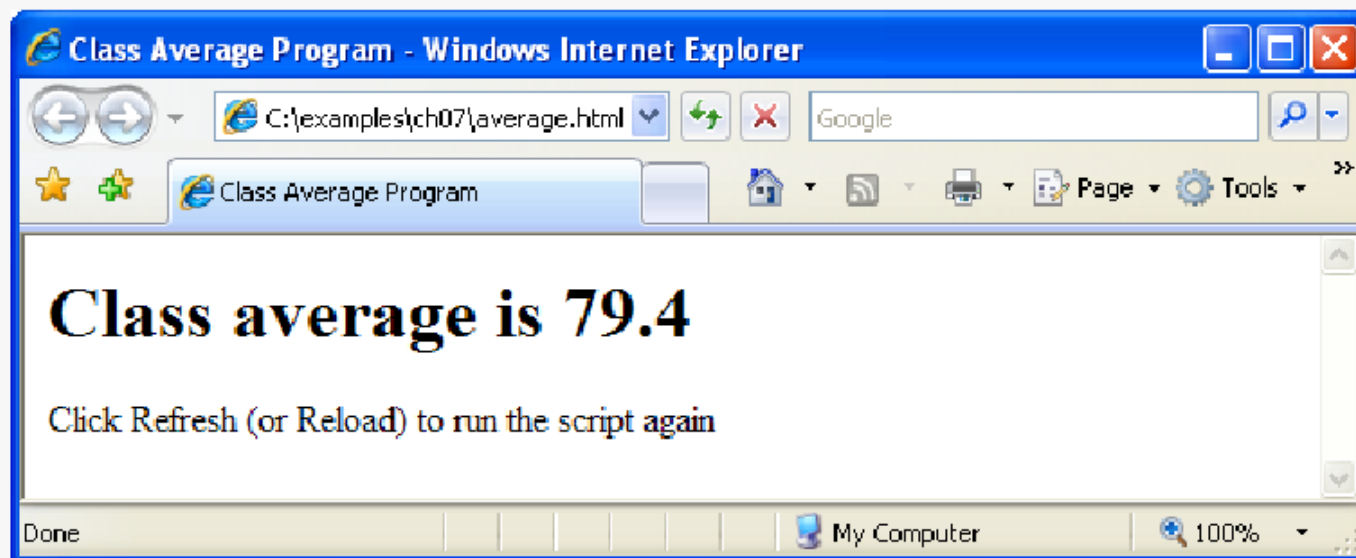 Class Average Program - Windows Internet Explorer
C:\examples\ch07\average.html Google
Class Average Program Page Tools »
Class average is 79.4
Click Refresh (or Reload) to run the script again
Done My Computer 100%